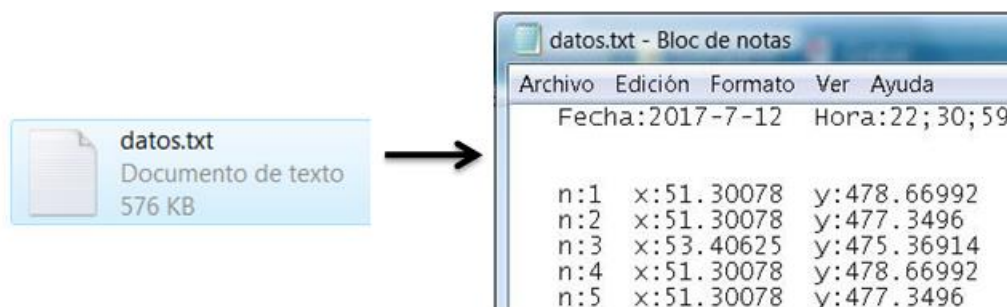 datos.txt
Documento de texto
576 KB
datos.txt - Bloc de notas
Archivo Edición Formato Ver Ayuda
Fecha:2017-7-12 Hora:22;30;59
n:1 x:51.30078 y:478.66992
n:2 x:51.30078 y:477.3496
n:3 x:53.40625 y:475.36914
n:4 x:51.30078 y:478.66992
n:5 x:51.30078 y:477.3496